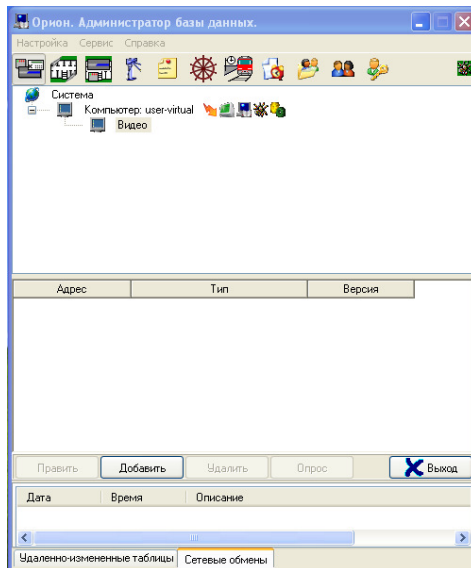 Орион. Администратор базы данных.
Настройка Сервис Справка
Система
Компьютер: user-virtual
Видео
Адрес Тип Версия
Править Добавить Удалить Опрос Выход
Дата Время Описание
Удаленно-измененные таблицы Сетевые обмены